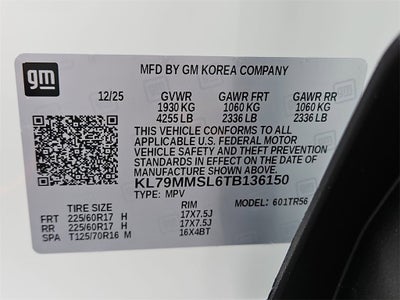 gm
MFD BY GM KOREA COMPANY
12/25 GVWR GAWR FRT GAWR RR
1930 KG 1060 KG 1060 KG
4255 LB 2336 LB 2336 LB
THIS VEHICLE CONFORMS TO ALL
APPLICABLE U.S. FEDERAL MOTOR
VEHICLE SAFETY AND THEFT PREVENTION
STANDARDS IN EFFECT ON THE DATE OF
MANUFACTURE SHOWN ABOVE.
KL79MMSL6TB136150
TYPE: MPV
TIRE SIZE RIM MODEL: 601TR56
FRT 225/60R17 H 17X7.5J
RR 225/60R17 H 17X7.5J
SPA T125/70R16 M 16X4BT